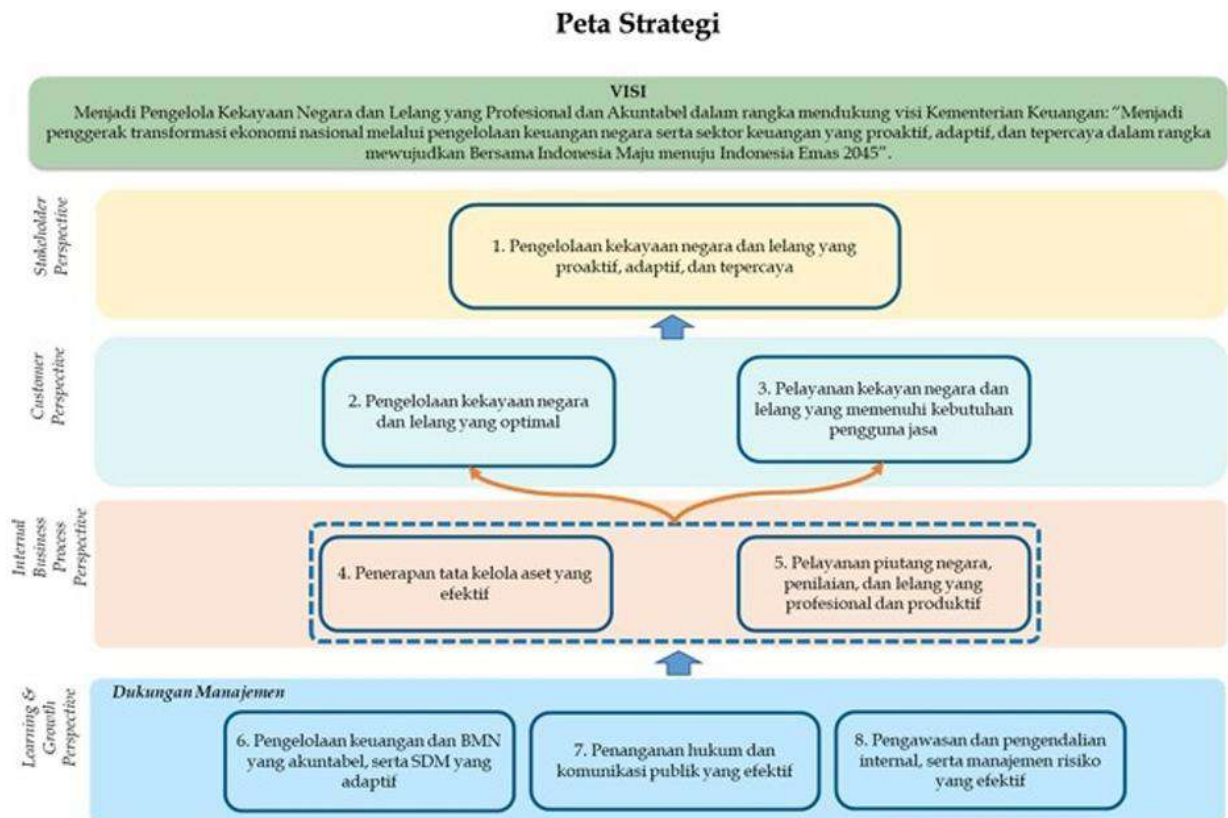 Peta Strategi
VISI
Menjadi Pengelola Kekayaan Negara dan Lelang yang Profesional dan Akuntabel dalam rangka mendukung visi Kementerian Keuangan: “Menjadi
penggerak transformasi ekonomi nasional melalui pengelolaan keuangan negara serta sektor keuangan yang proaktif, adaptif, dan tepercaya dalam rangka
mewujudkan Bersama Indonesia Maju menuju Indonesia Emas 2045”.
Stakeholder
Perspective
1. Pengelolaan kekayaan negara dan lelang yang
proaktif, adaptif, dan tepercaya
Customer
Perspective
2. Pengelolaan kekayaan negara
dan lelang yang optimal
3. Pelayanan kekayan negara dan
lelang yang memenuhi kebutuhan
pengguna jasa
Internal
Business
Process
Perspective
4. Penerapan tata kelola aset yang
efektif
5. Pelayanan piutang negara,
penilaian, dan lelang yang
profesional dan produktif
Learning &
Growth
Perspective
Dukungan Manajemen
6. Pengelolaan keuangan dan BMN
yang akuntabel, serta SDM yang
adaptif
7. Penanganan hukum dan
komunikasi publik yang efektif
8. Pengawasan dan pengendalian
internal, serta manajemen risiko
yang efektif